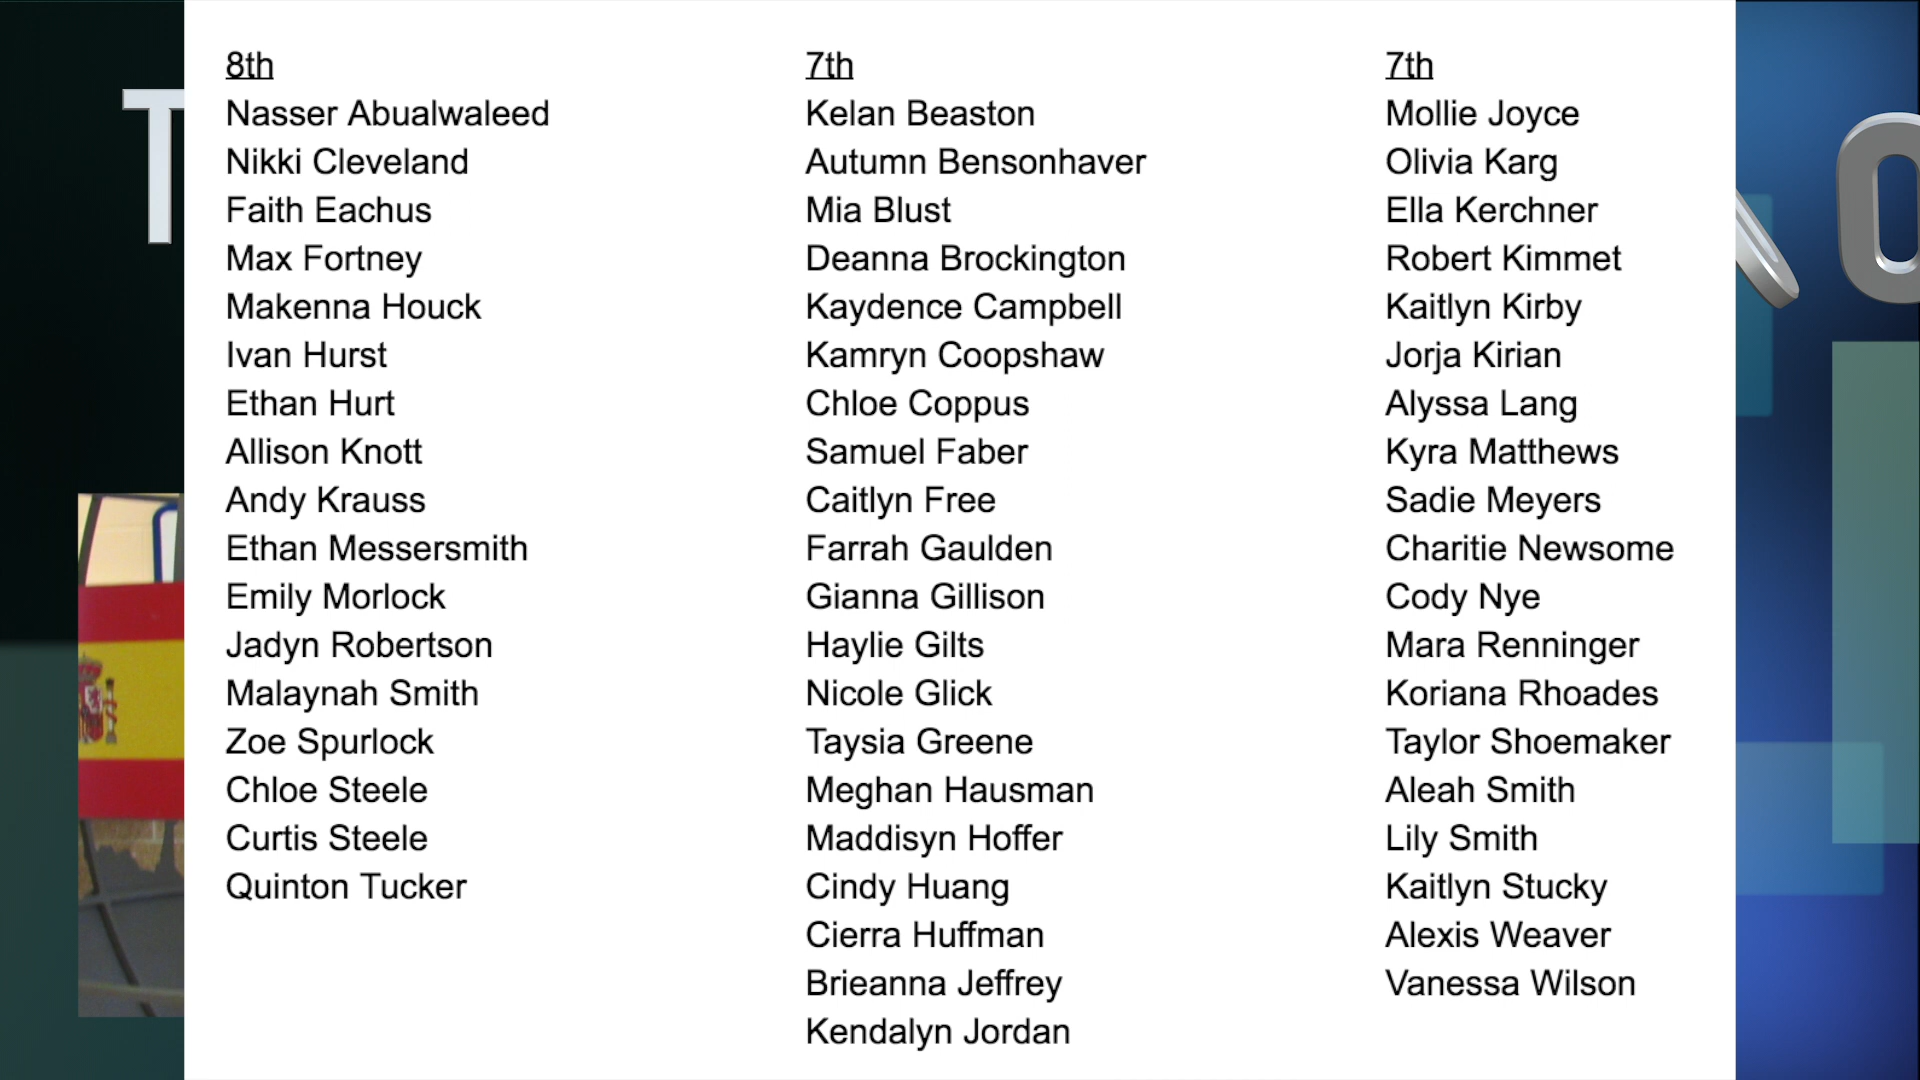 8th
Nasser Abualwaleed
Nikki Cleveland
Faith Eachus
Max Fortney
Makenna Houck
Ivan Hurst
Ethan Hurt
Allison Knott
Andy Krauss
Ethan Messersmith
Emily Morlock
Jadyn Robertson
Malaynah Smith
Zoe Spurlock
Chloe Steele
Curtis Steele
Quinton Tucker
7th
Kelan Beaston
Autumn Bensonhaver
Mia Blust
Deanna Brockington
Kaydence Campbell
Kamryn Coopshaw
Chloe Coppus
Samuel Faber
Caitlyn Free
Farrah Gaulden
Gianna Gillison
Haylie Gilts
Nicole Glick
Taysia Greene
Meghan Hausman
Maddisyn Hoffer
Cindy Huang
Cierra Huffman
Brieanna Jeffrey
Kendalyn Jordan
7th
Mollie Joyce
Olivia Karg
Ella Kerchner
Robert Kimmet
Kaitlyn Kirby
Jorja Kirian
Alyssa Lang
Kyra Matthews
Sadie Meyers
Charitie Newsome
Cody Nye
Mara Renninger
Koriana Rhoades
Taylor Shoemaker
Aleah Smith
Lily Smith
Kaitlyn Stucky
Alexis Weaver
Vanessa Wilson